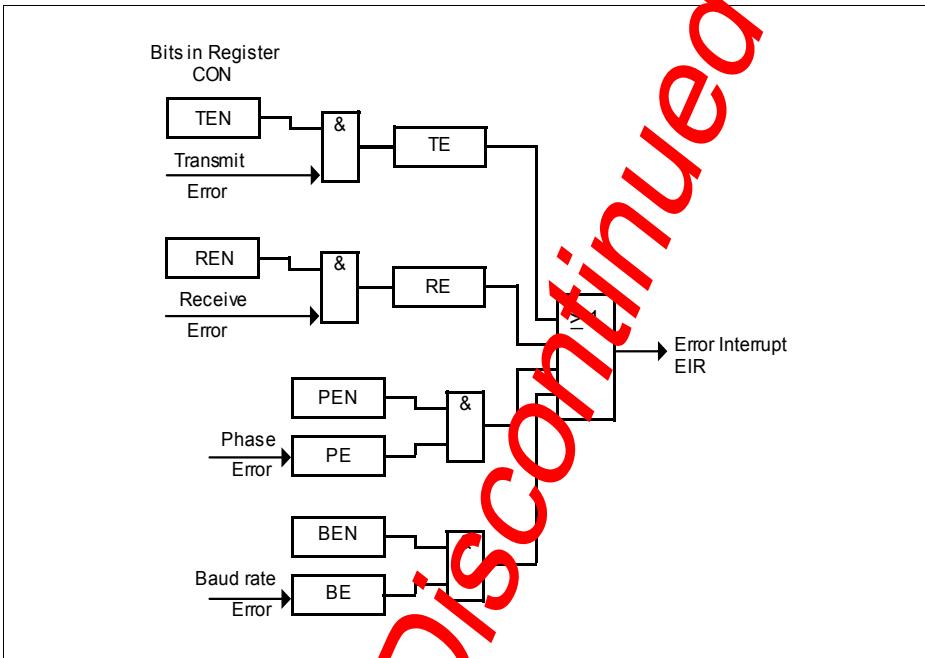 Bits in Register
CON
TEN
&
TE
Transmit
Error
REN
&
RE
Receive
Error
≥1
Error Interrupt
EIR
PEN
&
Phase
PE
Error
BEN
Baud rate
BE
Error
Discontinued